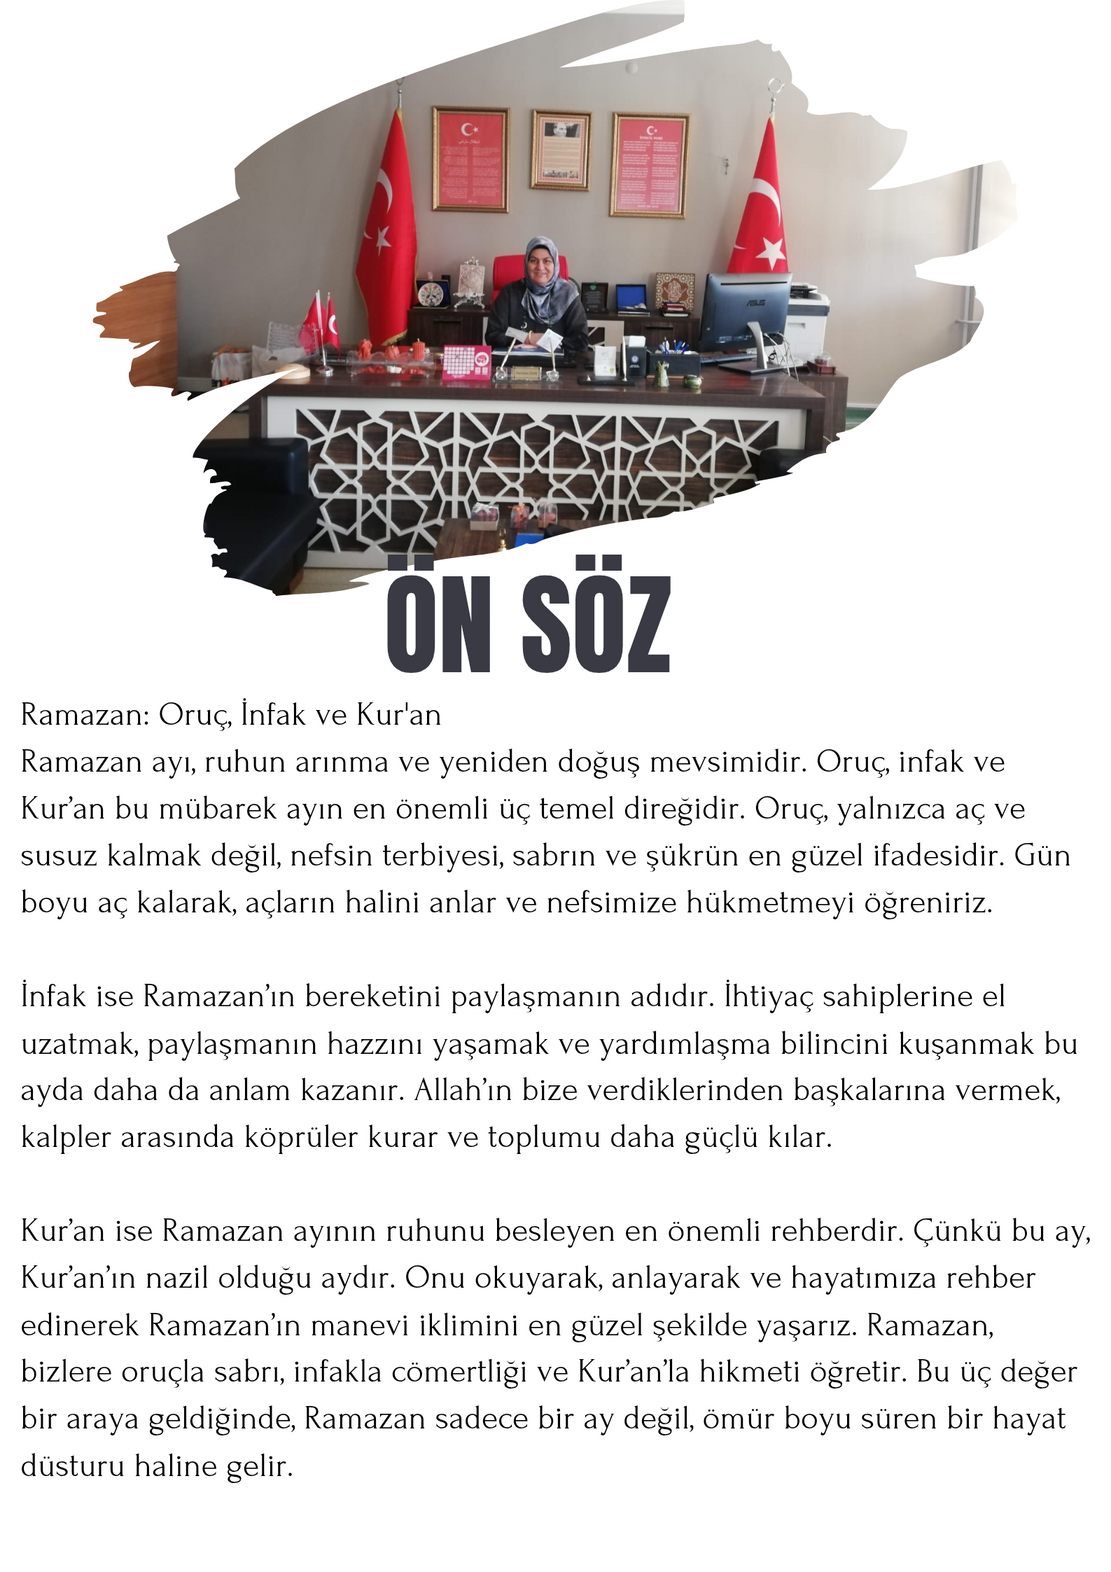 ASUS
ÖN SÖZ
Ramazan: Oruç, İnfak ve Kur'an
Ramazan ayı, ruhun arınma ve yeniden doğuş mevsimidir. Oruç, infak ve
Kur’an bu mübarek ayın en önemli üç temel direğidir. Oruç, yalnızca aç ve
susuz kalmak değil, nefsin terbiyesi, sabrın ve şükrün en güzel ifadesidir. Gün
boyu aç kalarak, açların halini anlar ve nefsimize hükmetmeyi öğreniriz.
İnfak ise Ramazan’ın bereketini paylaşmanın adıdır. İhtiyaç sahiplerine el
uzatmak, paylaşmanın hazzını yaşamak ve yardımlaşma bilincini kuşanmak bu
ayda daha da anlam kazanır. Allah’ın bize verdiklerinden başkalarına vermek,
kalpler arasında köprüler kurar ve toplumu daha güçlü kılar.
Kur’an ise Ramazan ayının ruhunu besleyen en önemli rehberdir. Çünkü bu ay,
Kur’an’ın nazil olduğu aydır. Onu okuyarak, anlayarak ve hayatımıza rehber
edinerek Ramazan’ın manevi iklimini en güzel şekilde yaşarız. Ramazan,
bizlere oruçla sabrı, infakla cömertliği ve Kur’an’la hikmeti öğretir. Bu üç değer
bir araya geldiğinde, Ramazan sadece bir ay değil, ömür boyu süren bir hayat
düsturu haline gelir.